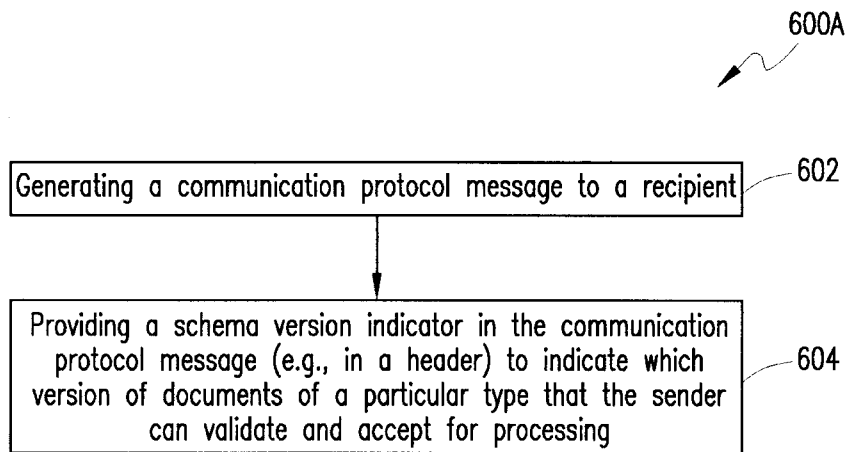 600A
Generating a communication protocol message to a recipient
602
Providing a schema version indicator in the communication
protocol message (e.g., in a header) to indicate which
version of documents of a particular type that the sender
can validate and accept for processing
604